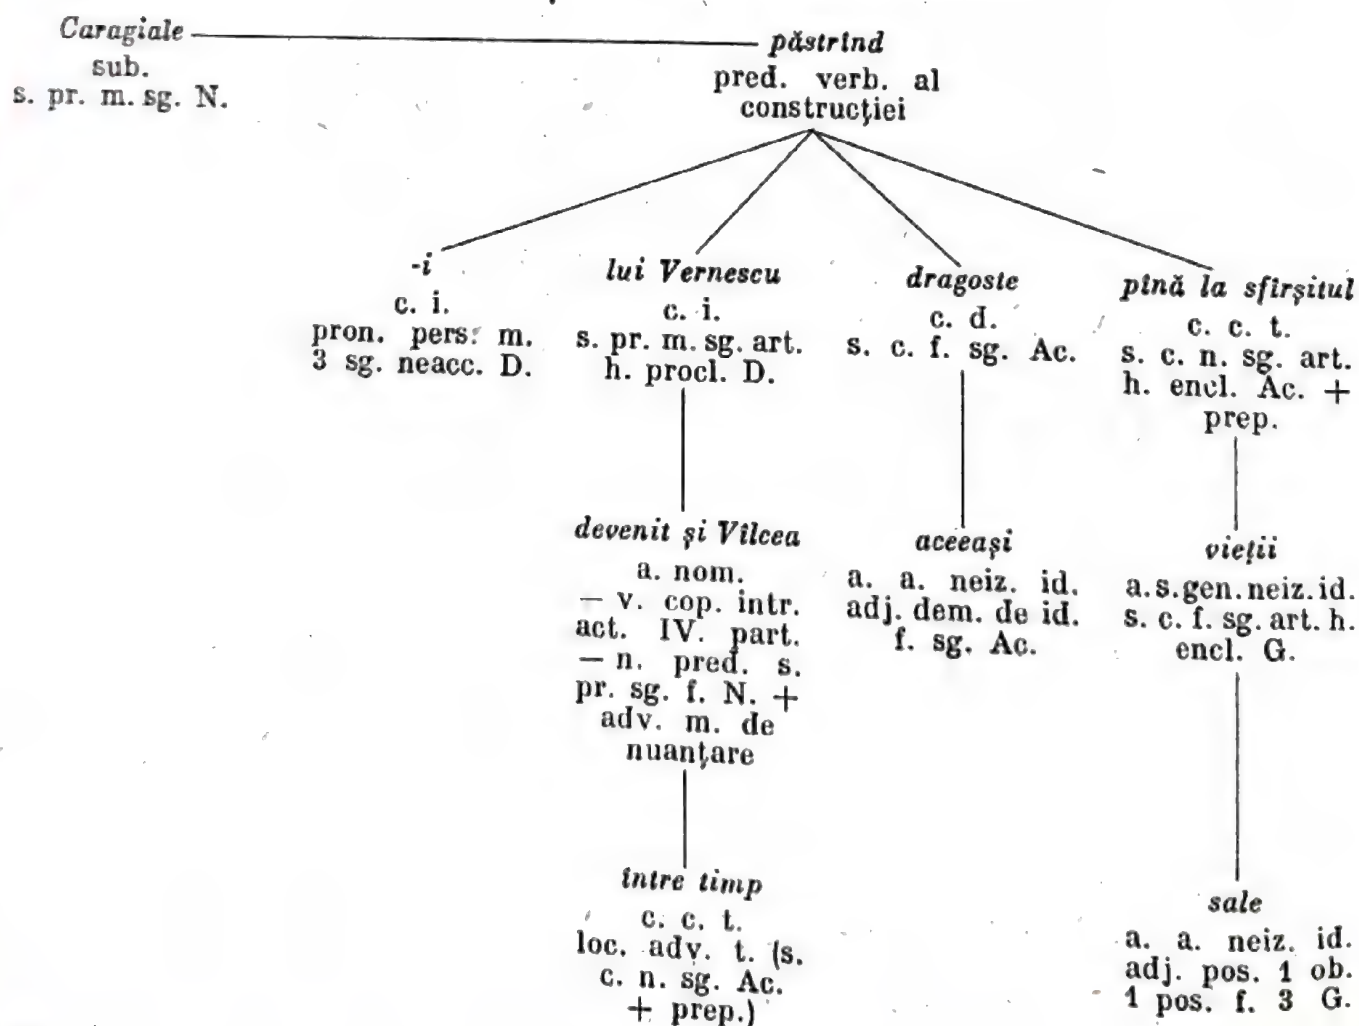 Caragiale
sub.
s. pr. m. sg. N.
păstrînd
pred. verb. al
construcţiei
-i
c. i.
pron. pers. m.
3 sg. neacc. D.
lui Vernescu
c. i.
s. pr. m. sg. art.
h. procl. D.
dragoste
c. d.
s. c. f. sg. Ac.
pînă la sfîrşitul
c. c. t.
s. c. n. sg. art.
h. encl. Ac. +
prep.
devenit şi Vîlcea
a. nom.
— v. cop. intr.
act. IV. part.
— n. pred. s.
pr. sg. f. N. +
adv. m. de
nuanţare
aceeaşi
a. a. neiz. id.
adj. dem. de id.
f. sg. Ac.
vieţii
a. s. gen. neiz. id.
s. c. f. sg. art. h.
encl. G.
între timp
c. c. t.
loc. adv. t. (s.
c. n. sg. Ac.
+ prep.)
sale
a. a. neiz. id.
adj. pos. 1 ob.
1 pos. f. 3 G.